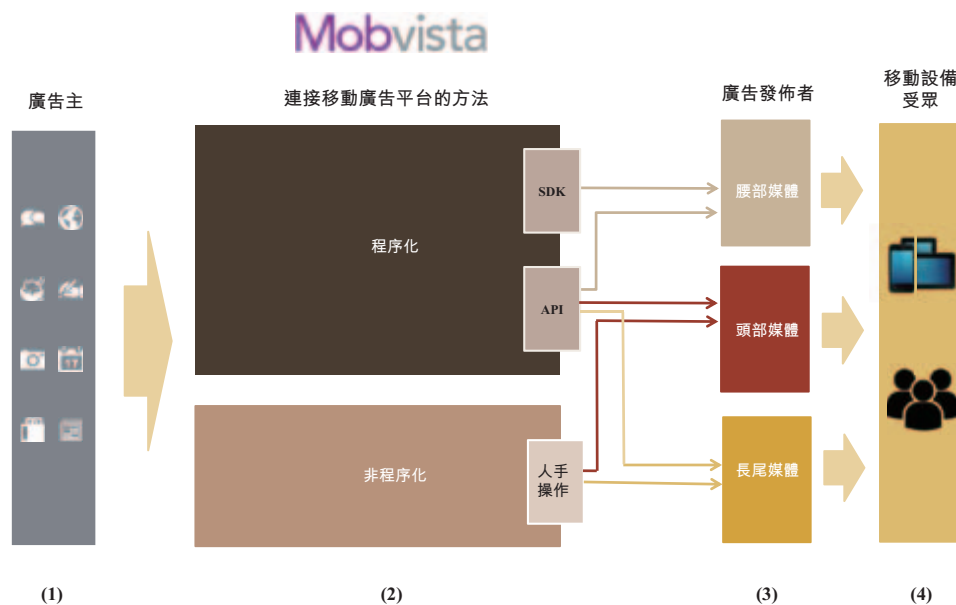 Mobvista
廣告主
連接移動廣告平台的方法
廣告發佈者
移動設備
受眾
SDK
程序化
API
非程序化
人手
操作
腰部媒體
頭部媒體
長尾媒體
17
(1)
(2)
(3)
(4)